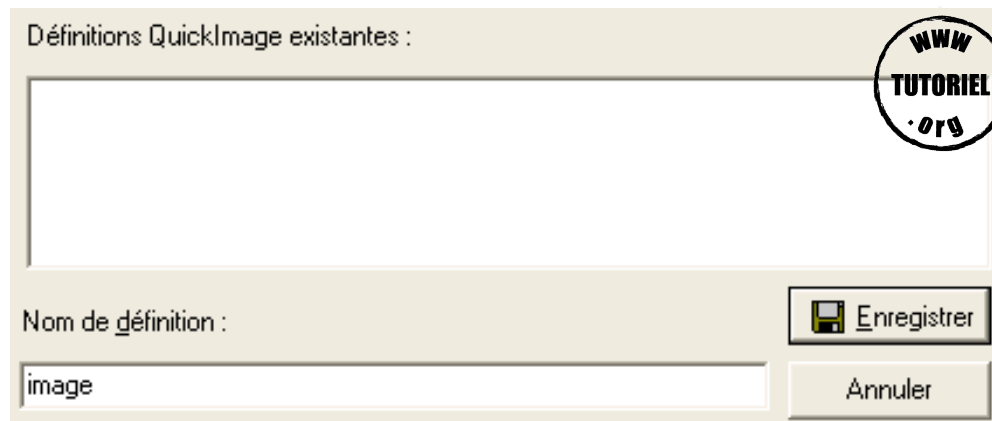 Définitions QuickImage existantes :
WWW
TUTORIEL
.org
Nom de définition :
Enregistrer
image
Annuler